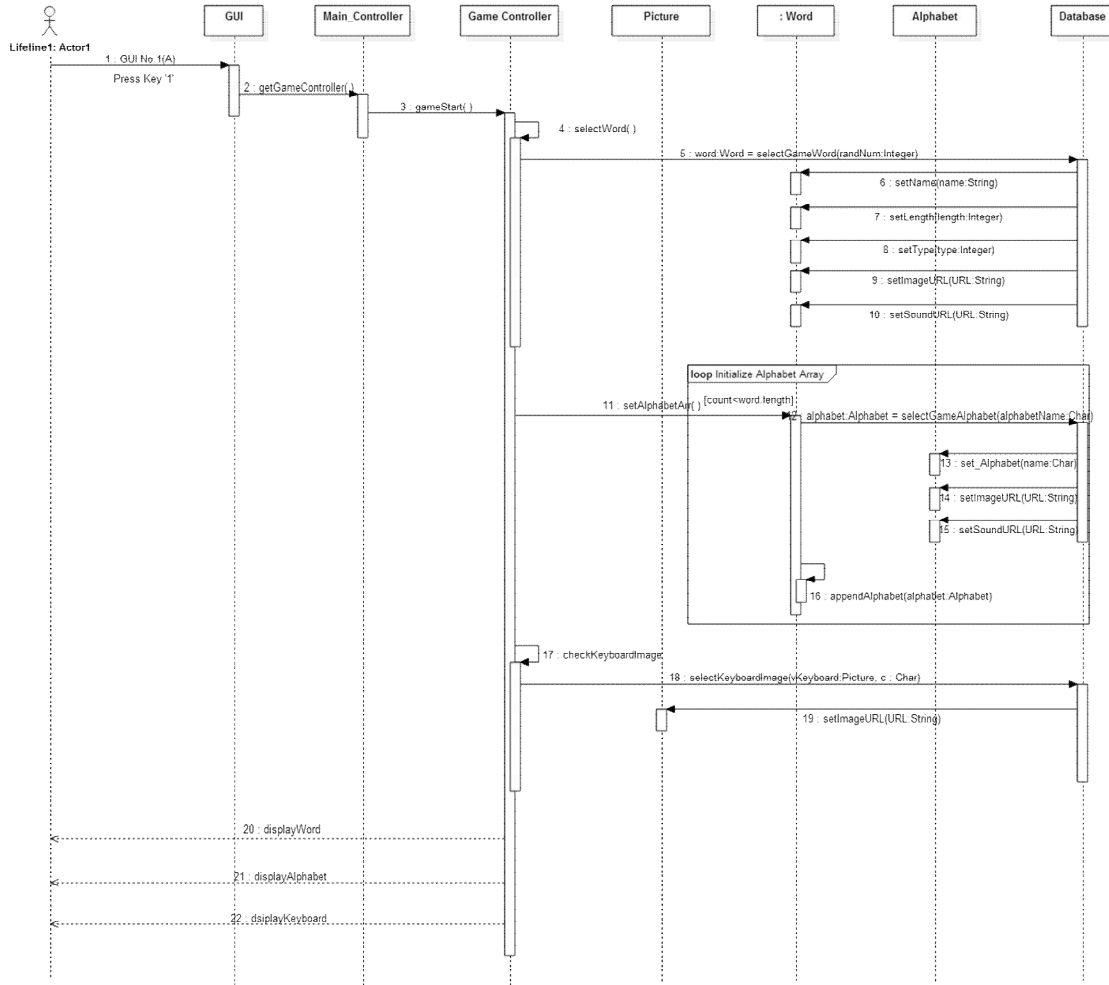 GUI
Main_Controller
Game Controller
Picture
: Word
Alphabet
Database
Lifeline1: Actor1
1 : GUI No.1(A)
Press Key '1'
2 : getGameController( )
3 : gameStart( )
4 : selectWord( )
5 : word:Word = selectGameWord(randNum:Integer)
6 : setName(name:String)
7 : setLength(length:Integer)
8 : setType(type:Integer)
9 : setImageURL(URL:String)
10 : setSoundURL(URL:String)
loop Initialize Alphabet Array
[count<word.length]
11 : setAlphabetArr( )
12 : alphabet:Alphabet = selectGameAlphabet(alphabetName:Char)
13 : set_Alphabet(name:Char)
14 : setImageURL(URL:String)
15 : setSoundURL(URL:String)
16 : appendAlphabet(alphabet:Alphabet)
17 : checkKeyboardImage
18 : selectKeyboardImage(vKeyboard:Picture, c : Char)
19 : setImageURL(URL:String)
20 : displayWord
21 : displayAlphabet
22 : dsiplayKeyboard